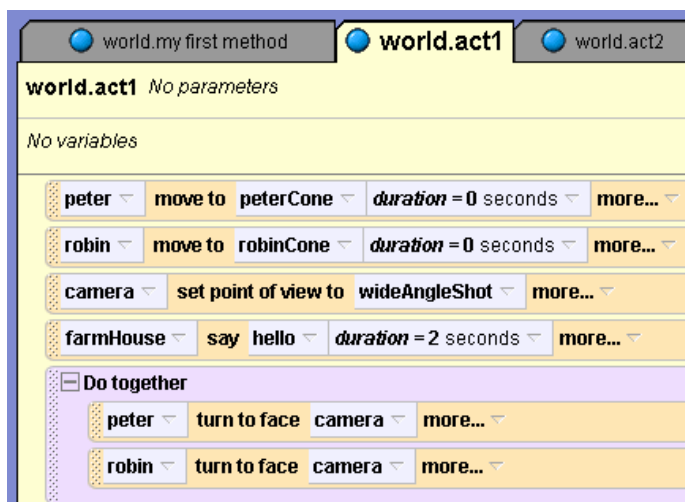 world.my first method world.act1 world.act2
world.act1 No parameters
No variables
peter move to peterCone duration = 0 seconds more...
robin move to robinCone duration = 0 seconds more...
camera set point of view to wideAngleShot more...
farmHouse say hello duration = 2 seconds more...
Do together
peter turn to face camera more...
robin turn to face camera more...